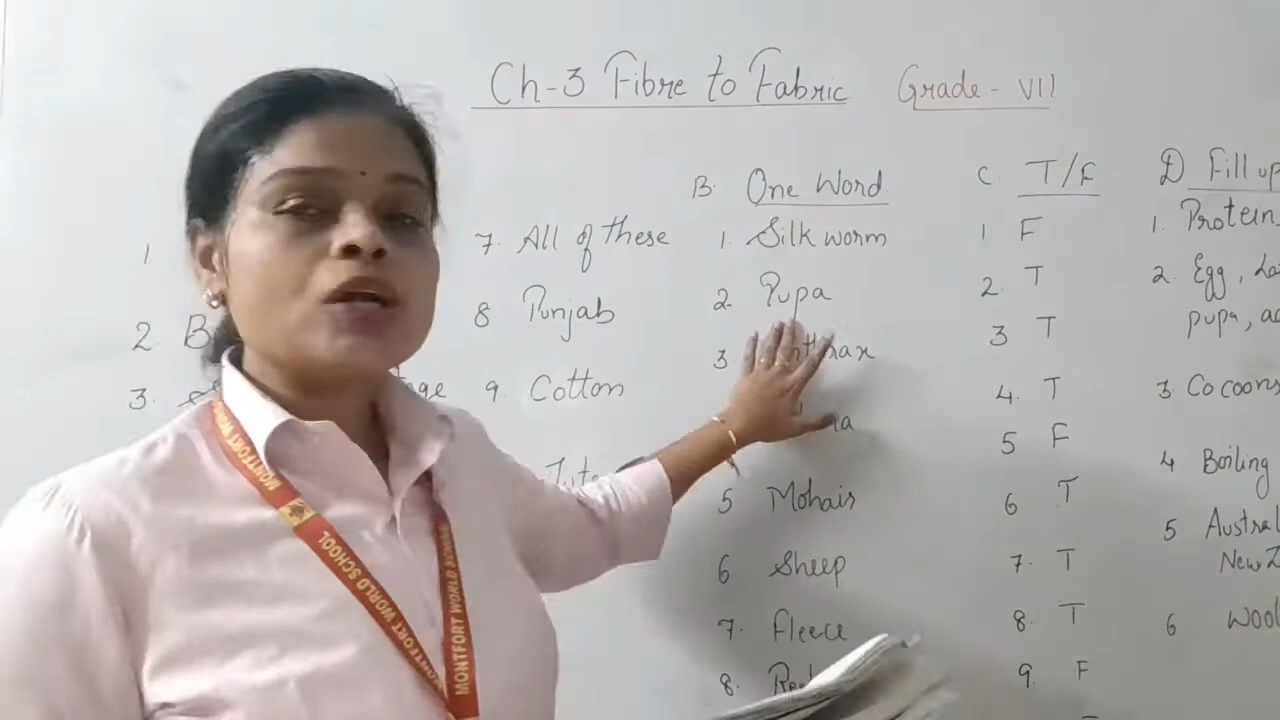 Ch-3 Fibre to Fabric Grade - VII
1
2. B
3.
7. All of these
8 Punjab
9. Cotton
B. One Word
1. Silk worm
2. Pupa
3.
5 Mohair
6 Sheep
7. Fleece
8.
C. T/F
1 F
2. T
3 T
4. T
5 F
6 T
7. T
8. T
9. F
D Fill up
1. Protein
2. Egg, La
pupa, a
3 Cocoons
4 Boiling
5 Austral
New Z
6 Wool
MONTFORT WORLD SCHOOL
MONTFORT WORLD SCHOOL